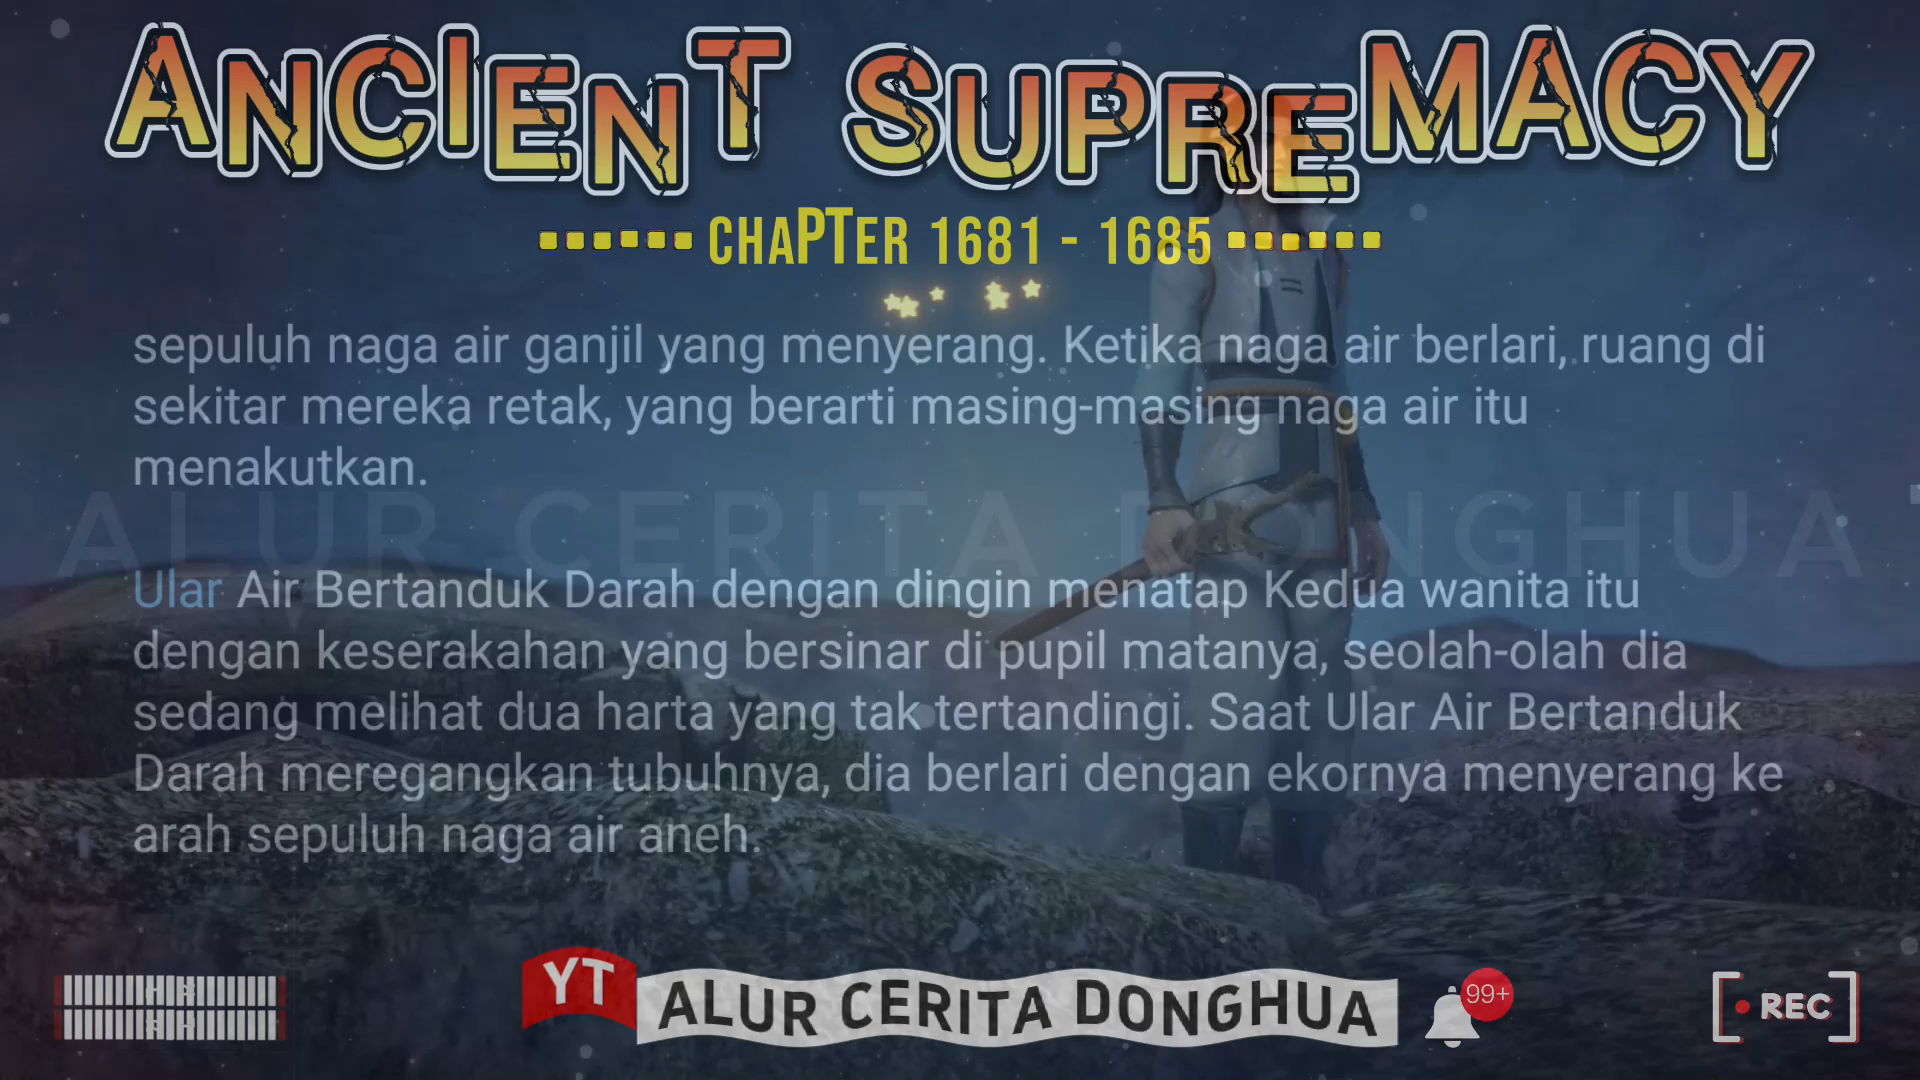 ANCIENT SUPREMACY
CHAPTER 1681 - 1685
sepuluh naga air ganjil yang menyerang. Ketika naga air berlari, ruang di
sekitar mereka retak, yang berarti masing-masing naga air itu
menakutkan.
ALUR CERITA DONGHUA
Ular Air Bertanduk Darah dengan dingin menatap Kedua wanita itu
dengan keserakahan yang bersinar di pupil matanya, seolah-olah dia
sedang melihat dua harta yang tak tertandingi. Saat Ular Air Bertanduk
Darah meregangkan tubuhnya, dia berlari dengan ekornya menyerang ke
arah sepuluh naga air aneh.
YT ALUR CERITA DONGHUA
99+
REC